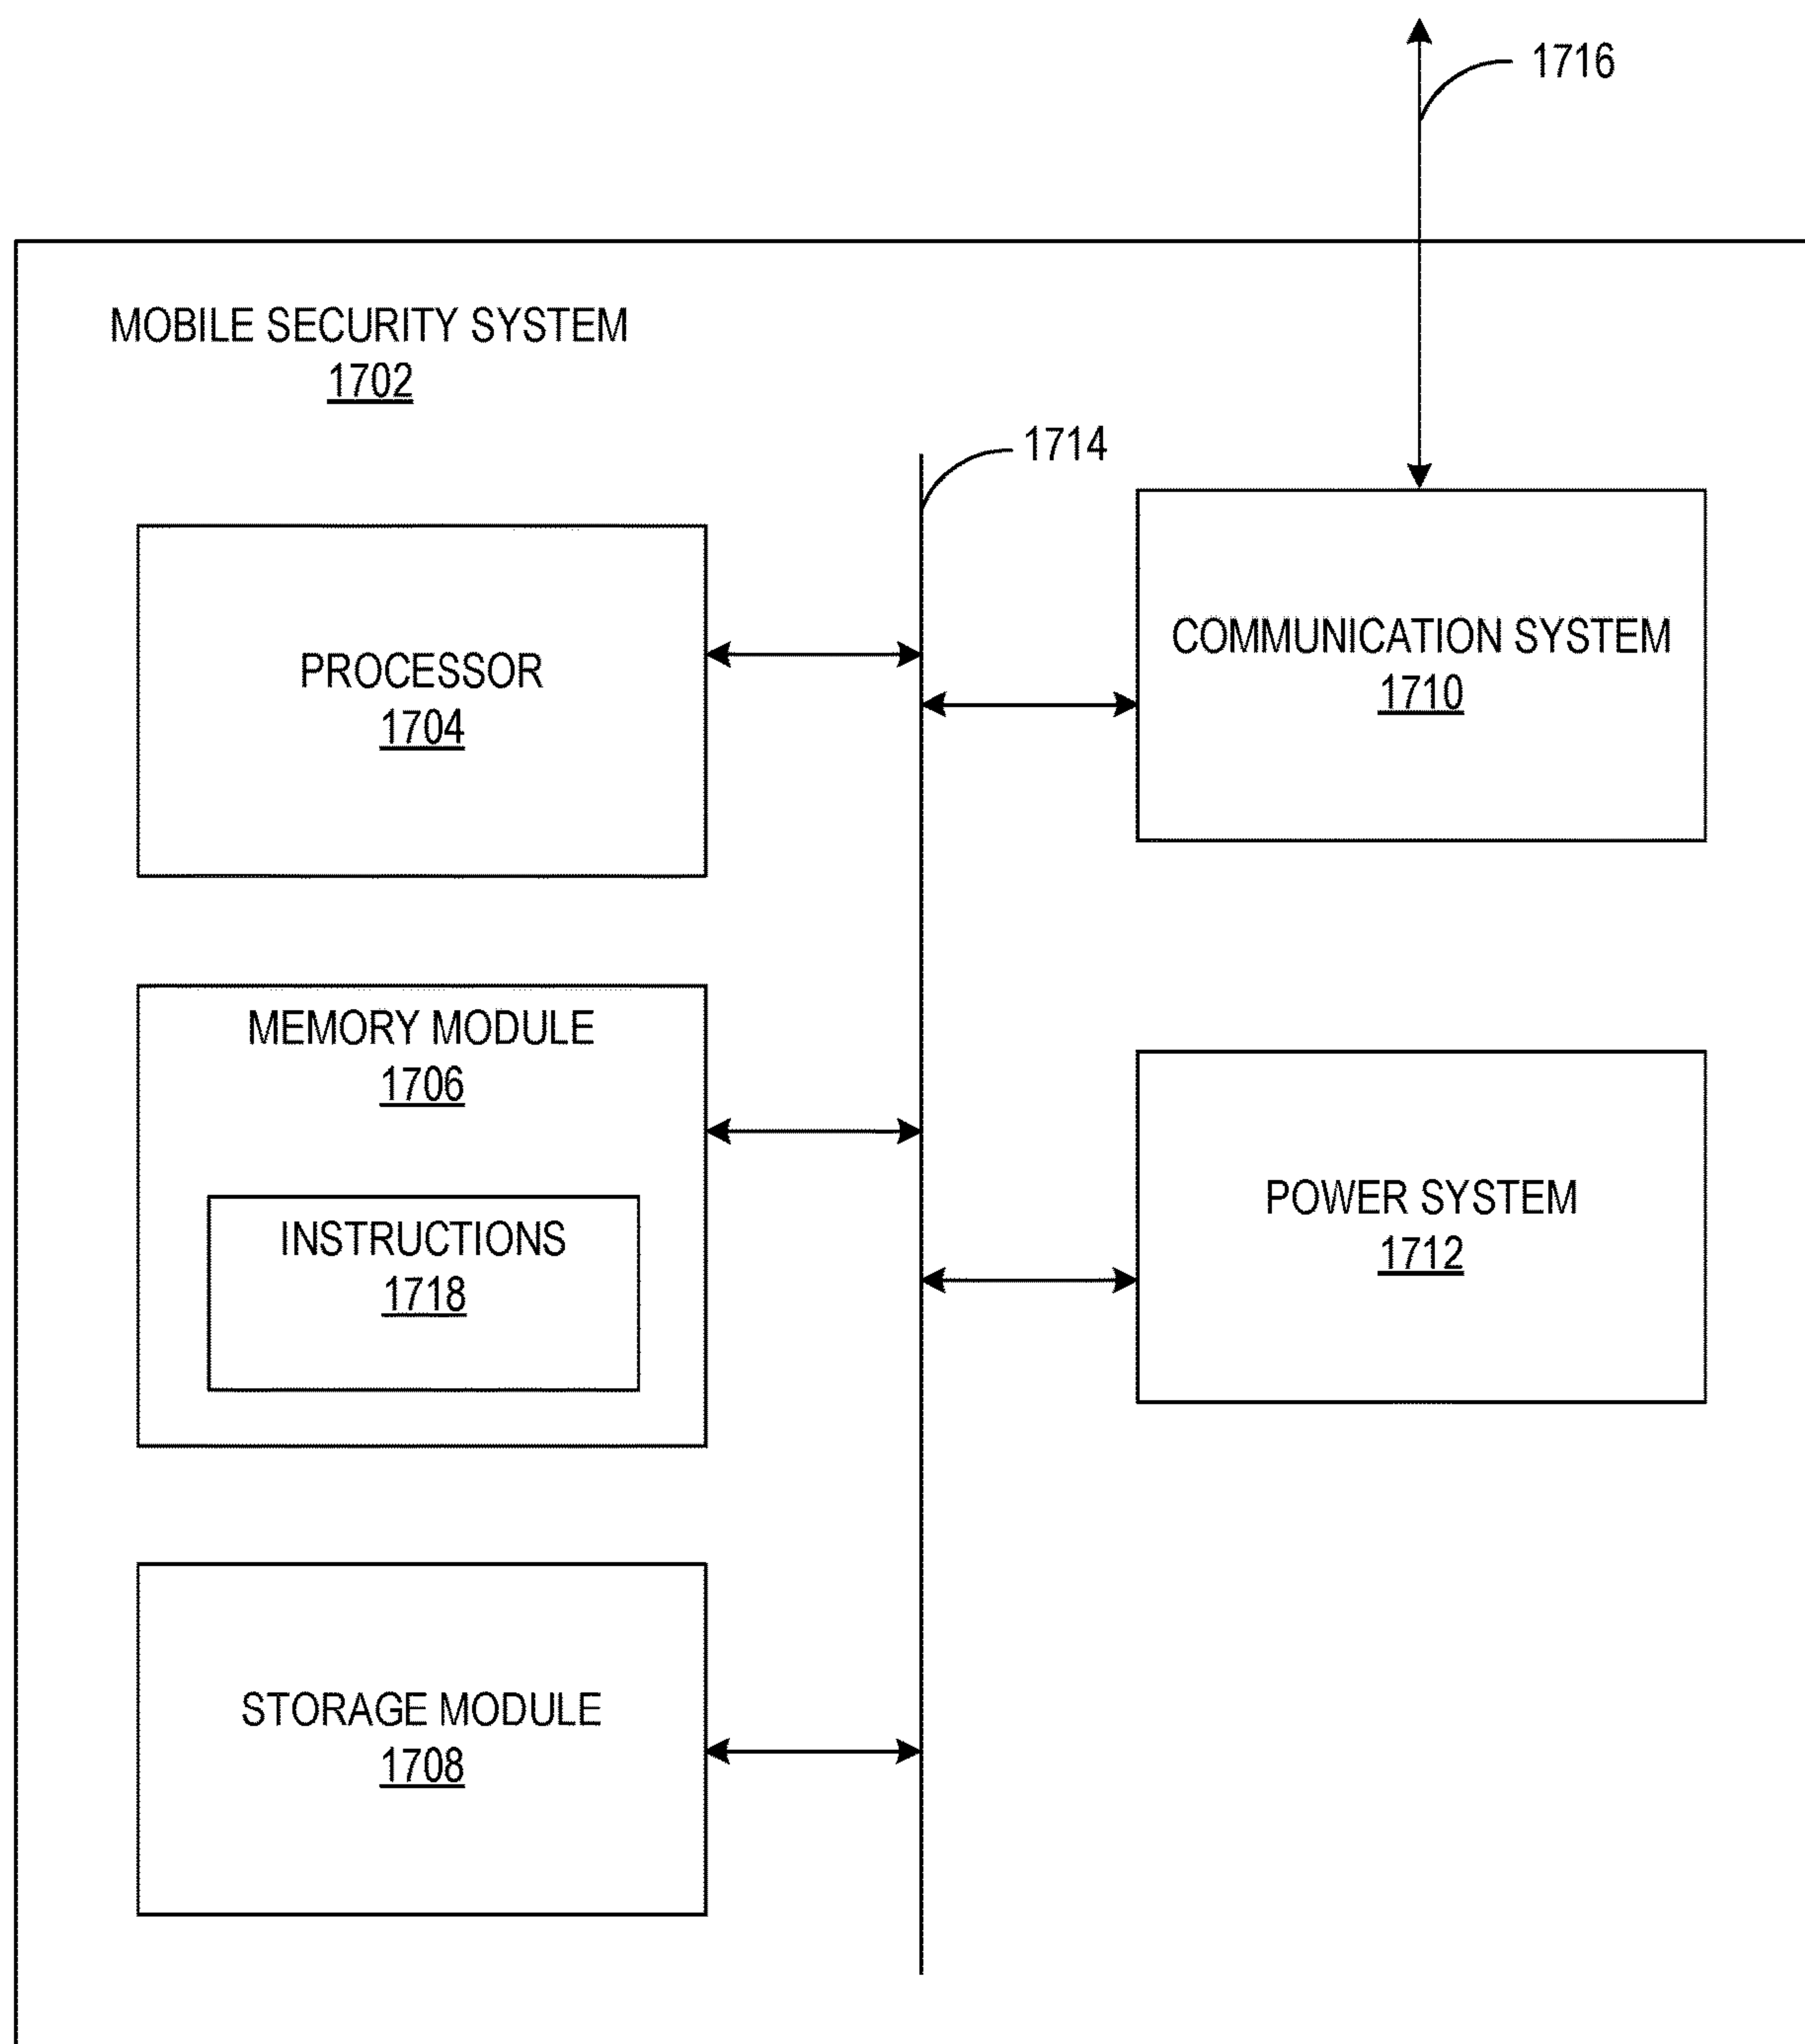 1716
MOBILE SECURITY SYSTEM
1702
1714
PROCESSOR
1704
COMMUNICATION SYSTEM
1710
MEMORY MODULE
1706
INSTRUCTIONS
1718
POWER SYSTEM
1712
STORAGE MODULE
1708